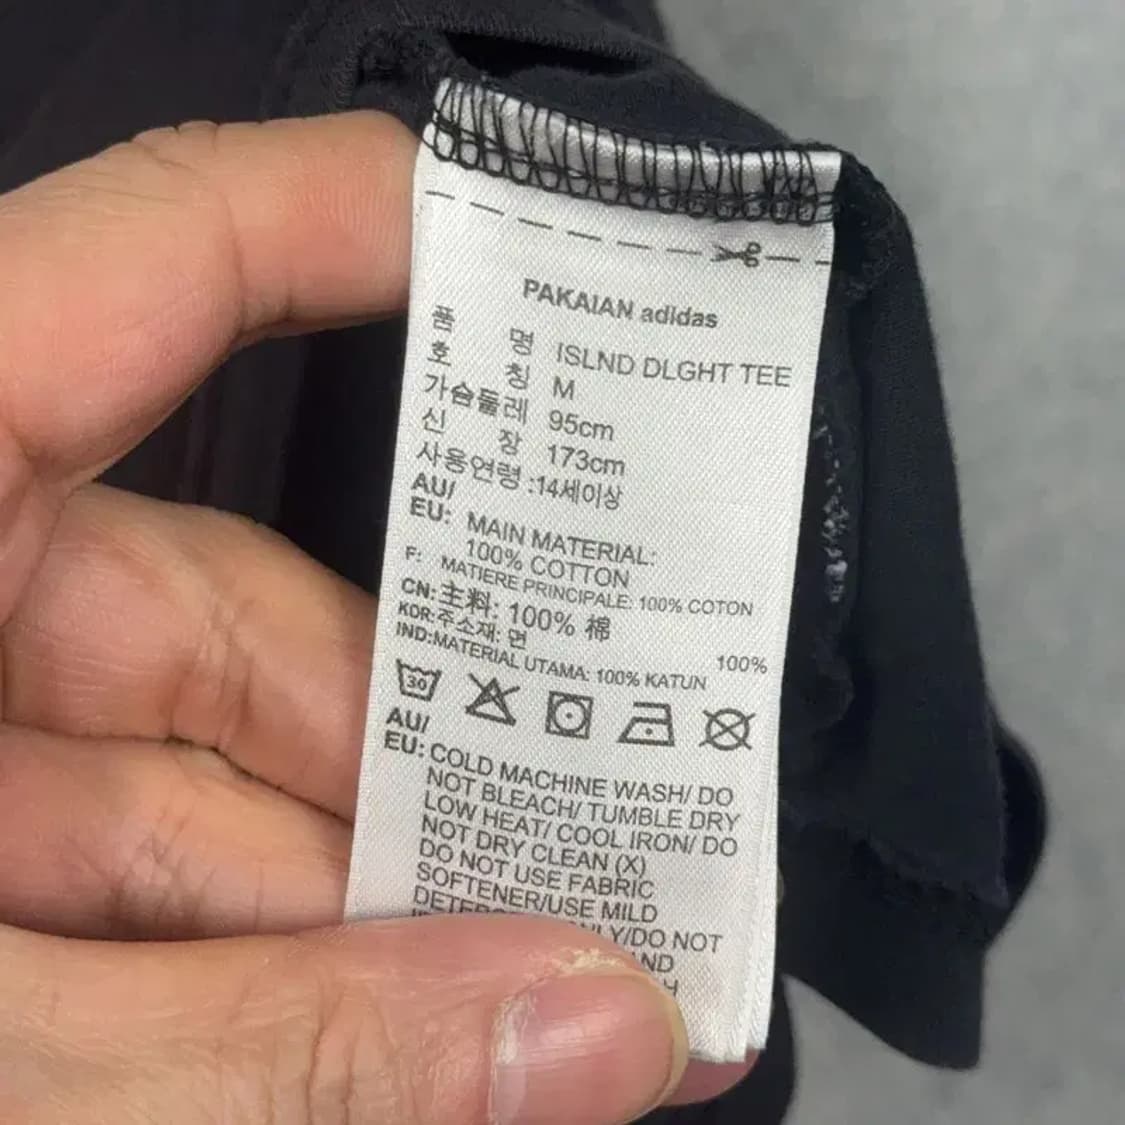 PAKAIAN adidas
품 명 ISLND DLGHT TEE
호 칭 M
가슴둘레 95cm
신 장 173cm
사용연령 :14세이상
AU/
EU: MAIN MATERIAL:
100% COTTON
F: MATIERE PRINCIPALE: 100% COTON
CN:主料: 100% 棉
KOR:주소재: 면 100%
IND:MATERIAL UTAMA: 100% KATUN
30
AU/
EU: COLD MACHINE WASH/ DO
NOT BLEACH/ TUMBLE DRY
LOW HEAT/ COOL IRON/ DO
NOT DRY CLEAN (X)
DO NOT USE FABRIC
SOFTENER/USE MILD
NOT